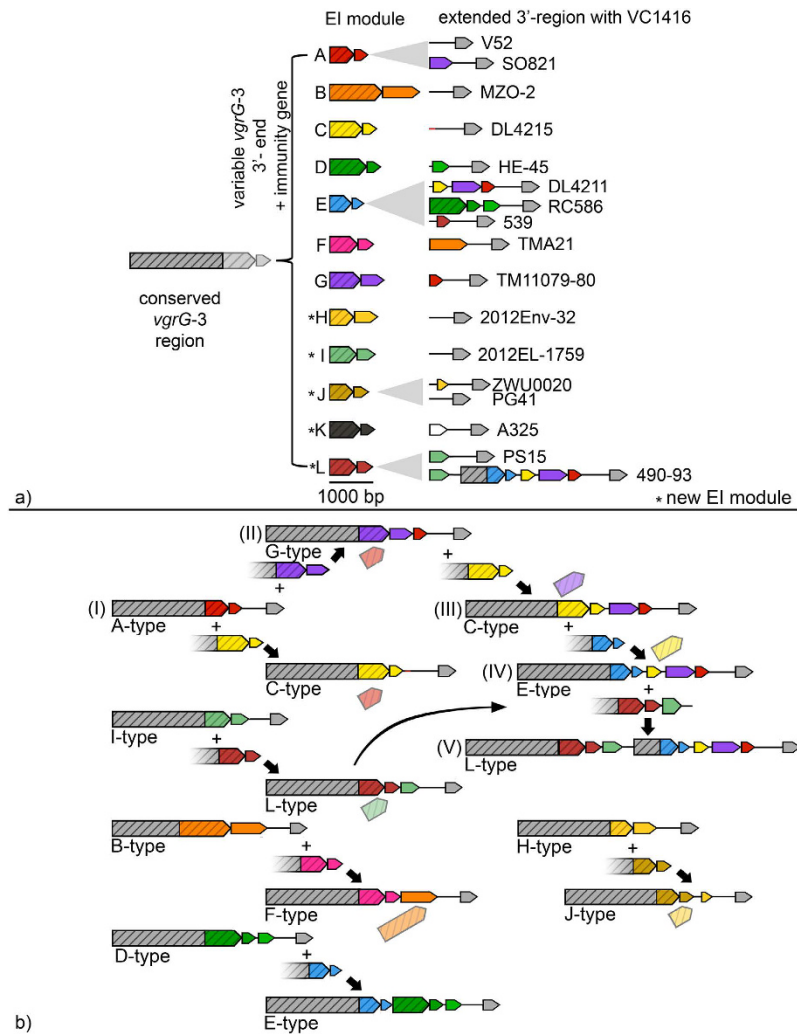 EI module
extended 3'-region with VC1416
variable vgrG-3
3'- end
+ immunity gene
conserved
vgrG-3
region
A
V52
SO821
B
MZO-2
C
DL4215
D
HE-45
E
DL4211
RC586
539
F
TMA21
G
TM11079-80
*H
2012Env-32
*I
2012EL-1759
*J
ZWU0020
PG41
*K
A325
*L
PS15
490-93
1000 bp
a)
* new EI module
(II)
G-type
+
+
(I)
A-type
+
(III)
C-type
+
C-type
(IV)
E-type
+
I-type
+
(V)
L-type
L-type
B-type
+
H-type
+
F-type
J-type
D-type
+
E-type
b)